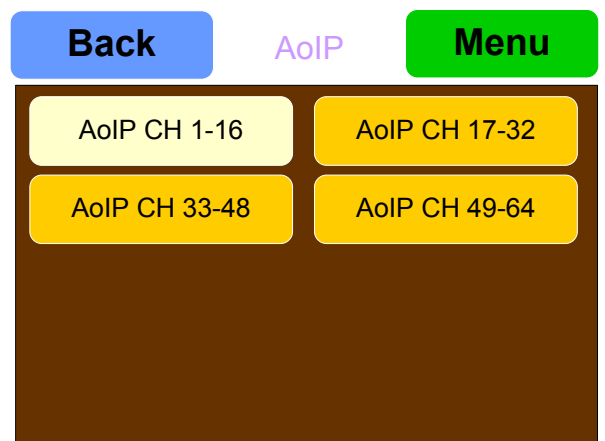 Back AoIP Menu
AoIP CH 1-16 AoIP CH 17-32
AoIP CH 33-48 AoIP CH 49-64